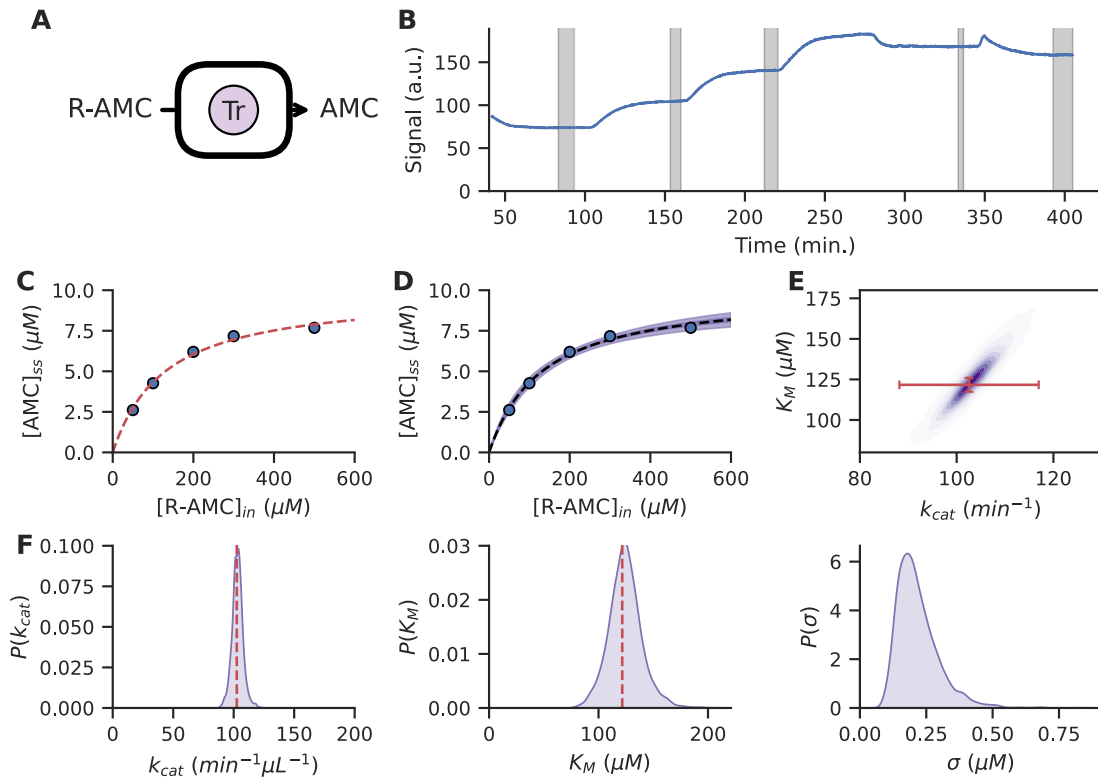 A
R-AMC
Tr
AMC
B
Signal (a.u.)
150
100
50
0
50 100 150 200 250 300 350 400
Time (min.)
C
[AMC]ss (μM)
10.0
7.5
5.0
2.5
0.0
0 200 400 600
[R-AMC]in (μM)
D
[AMC]ss (μM)
10.0
7.5
5.0
2.5
0.0
0 200 400 600
[R-AMC]in (μM)
E
KM (μM)
175
150
125
100
80 100 120
kcat (min⁻¹)
F
P(kcat)
0.100
0.075
0.050
0.025
0.000
0 50 100 150 200
kcat (min⁻¹μL⁻¹)
P(KM)
0.03
0.02
0.01
0.00
0 100 200
KM (μM)
P(σ)
6
4
2
0
0.00 0.25 0.50 0.75
σ (μM)